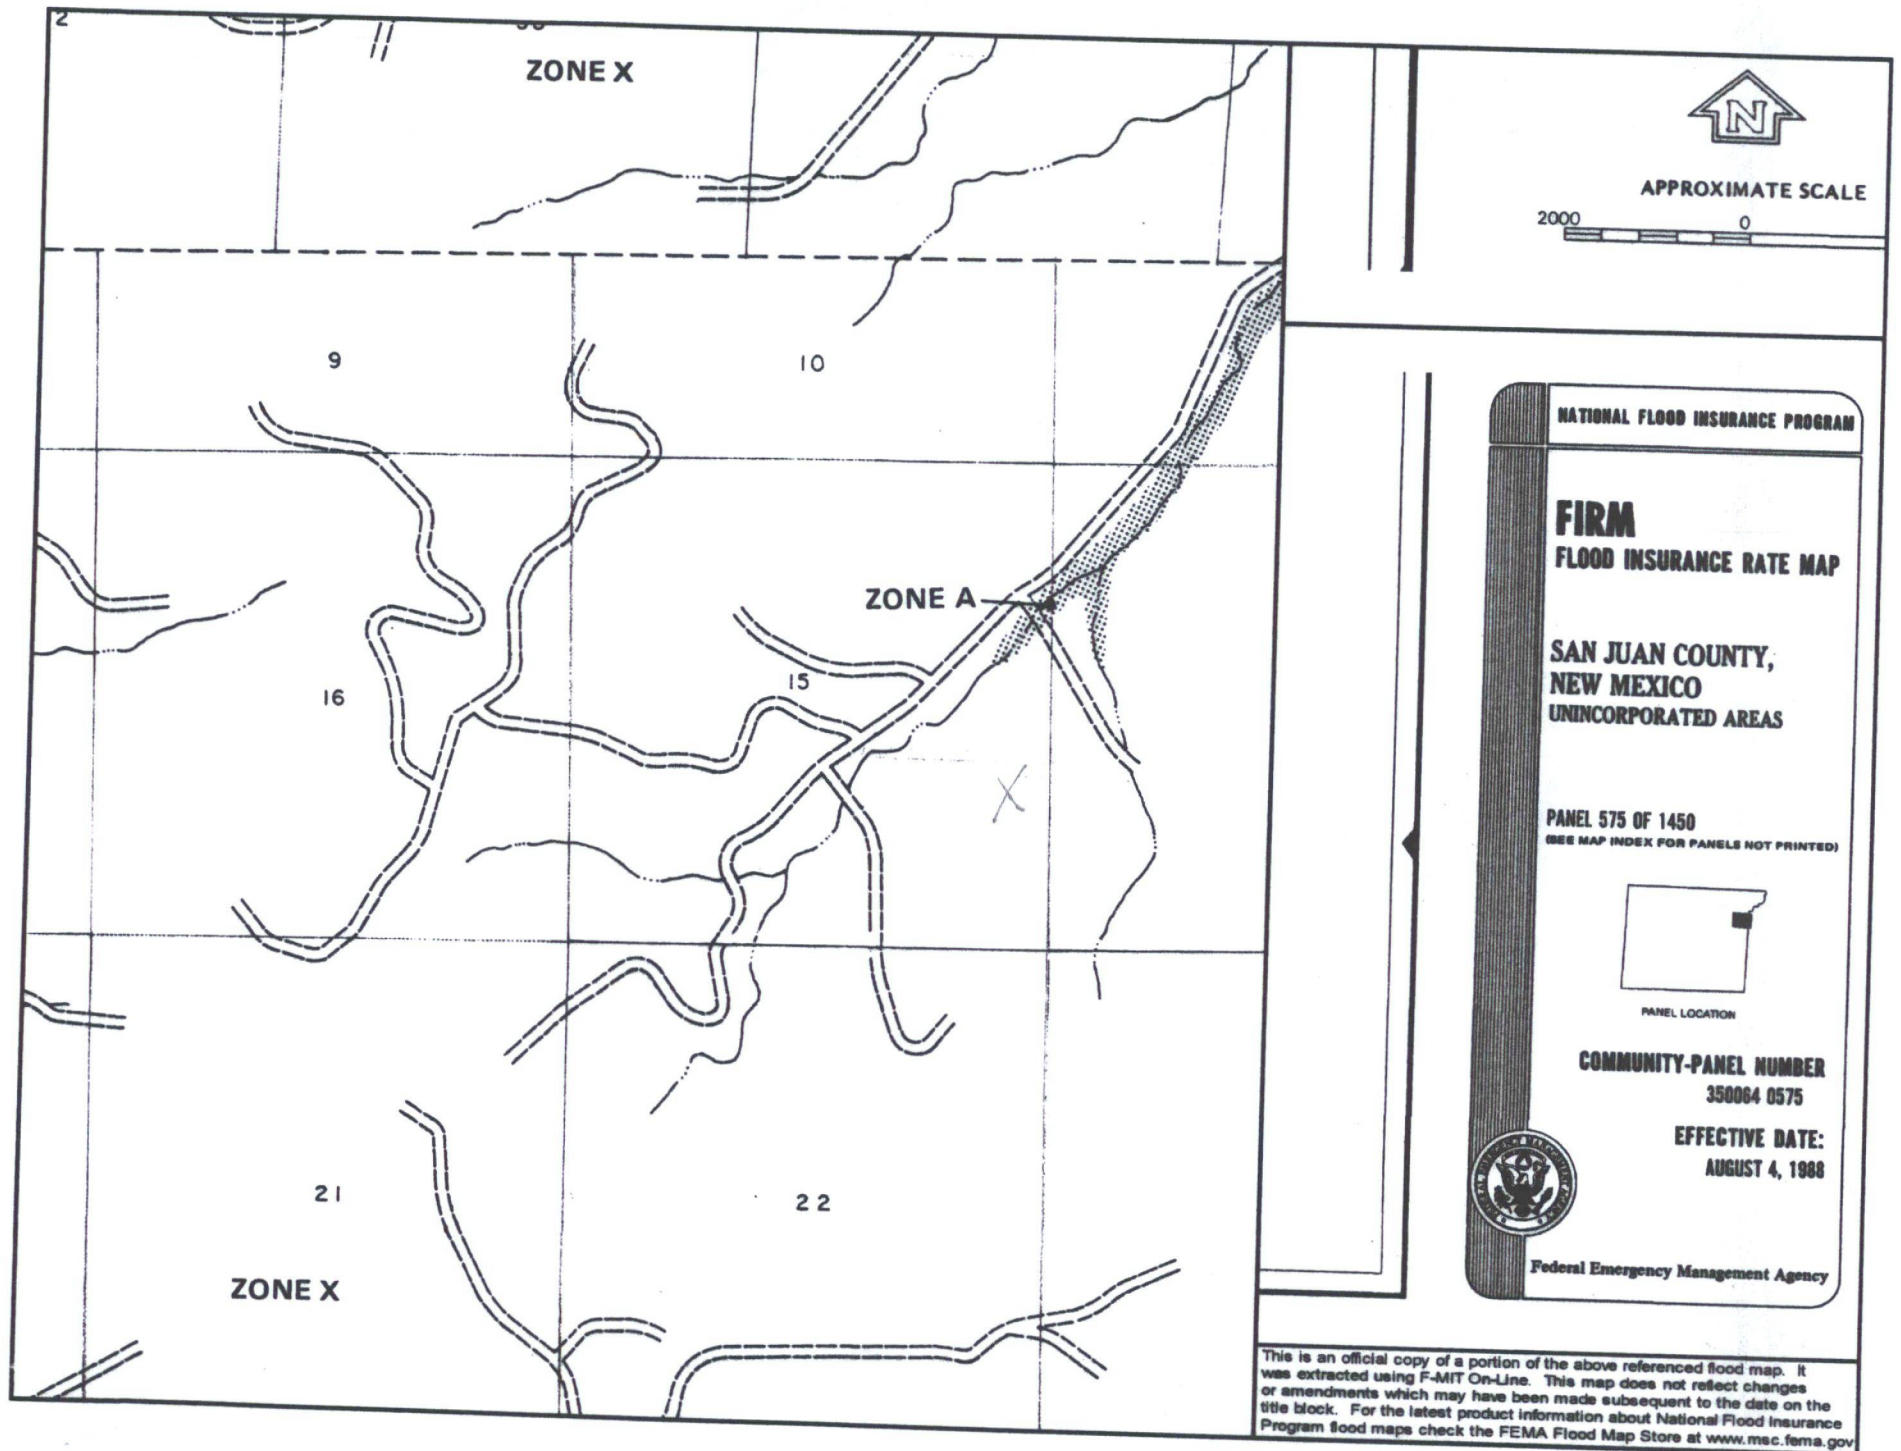 2
ZONE X
N
APPROXIMATE SCALE
2000 0
9
10
NATIONAL FLOOD INSURANCE PROGRAM
FIRM
FLOOD INSURANCE RATE MAP
ZONE A
SAN JUAN COUNTY,
NEW MEXICO
UNINCORPORATED AREAS
16
15
X
PANEL 575 OF 1450
(SEE MAP INDEX FOR PANELS NOT PRINTED)
PANEL LOCATION
COMMUNITY-PANEL NUMBER
350064 0575
EFFECTIVE DATE:
AUGUST 4, 1988
21
22
ZONE X
Federal Emergency Management Agency
This is an official copy of a portion of the above referenced flood map. It
was extracted using F-MIT On-Line. This map does not reflect changes
or amendments which may have been made subsequent to the date on the
title block. For the latest product information about National Flood Insurance
Program flood maps check the FEMA Flood Map Store at www.msc.fema.gov